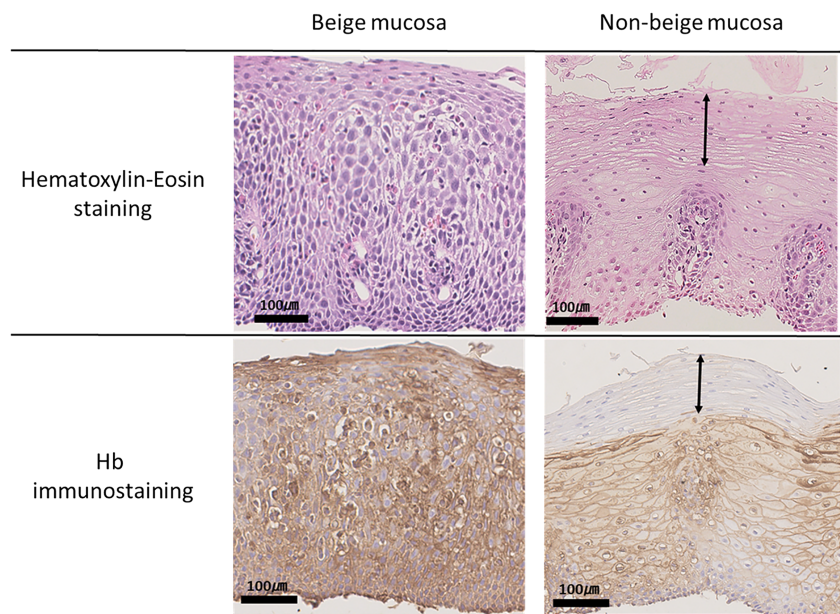 Beige mucosa
Non-beige mucosa
Hematoxylin-Eosin
staining
100㎛
100㎛
Hb
immunostaining
100㎛
100㎛